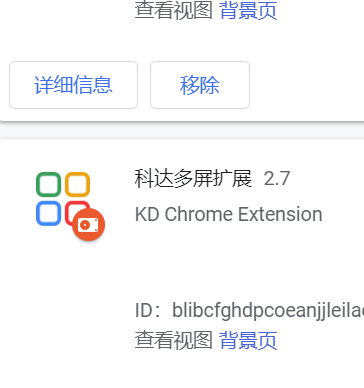 查看视图 背景页
详细信息 移除
科达多屏扩展 2.7
KD Chrome Extension
ID：blibcfghdpcoeanjjleila
查看视图 背景页